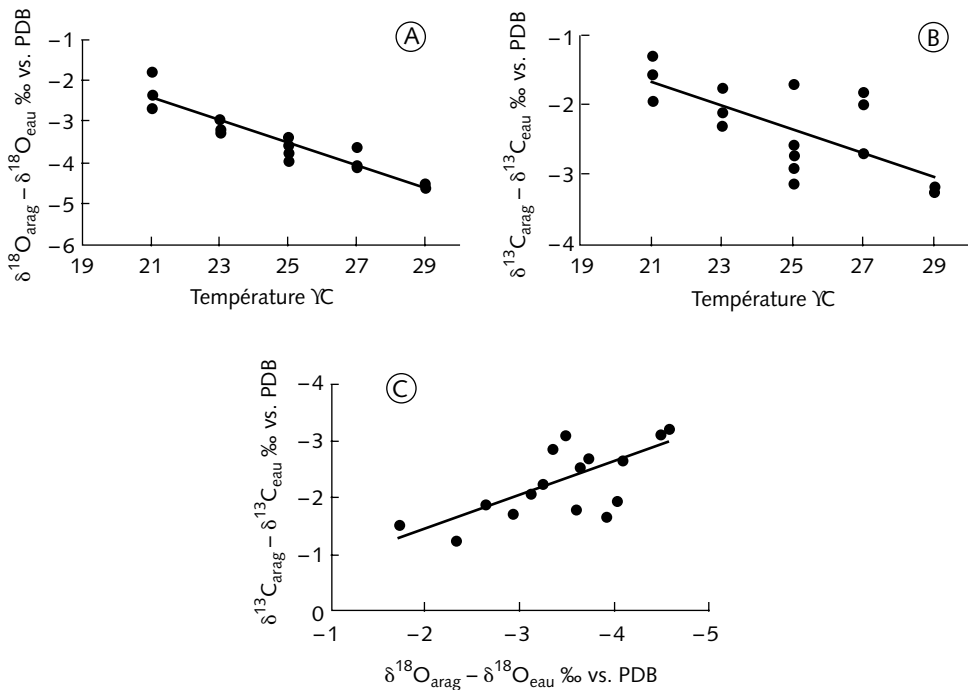 A
−1
−2
−3
−4
−5
−6
19 21 23 25 27 29
Température ϒC
δ18Oarag – δ18Oeau ‰ vs. PDB
B
−1
−2
−3
−4
19 21 23 25 27 29
Température ϒC
δ13Carag – δ13Ceau ‰ vs. PDB
C
−4
−3
−2
−1
0
−1 −2 −3 −4 −5
δ18Oarag – δ18Oeau ‰ vs. PDB
δ13Carag – δ13Ceau ‰ vs. PDB